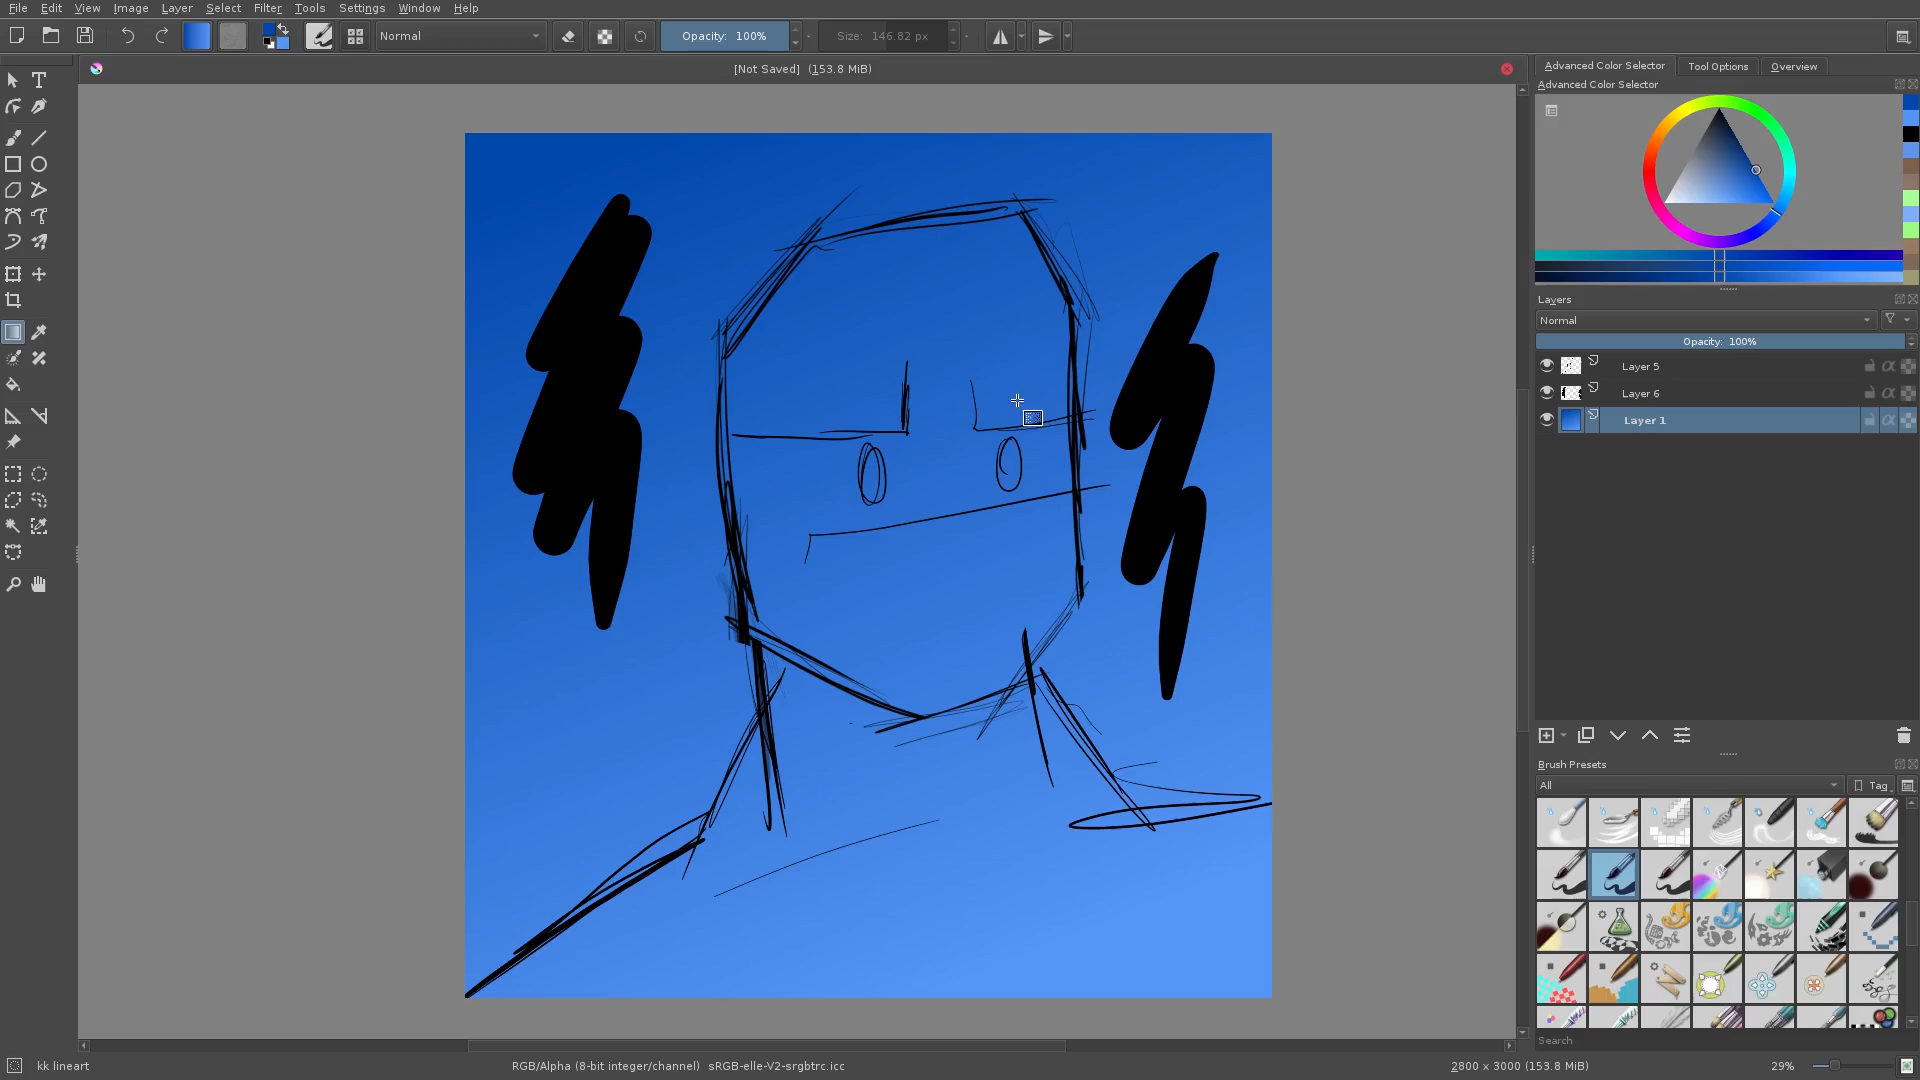 File Edit View Image Layer Select Filter Tools Settings Window Help
Normal
Opacity: 100%
Size: 146.82 px
[Not Saved] (153.8 MiB)
Advanced Color Selector
Tool Options
Overview
Advanced Color Selector
Layers
Normal
Opacity: 100%
Layer 5
Layer 6
Layer 1
Brush Presets
All
Tag
Search
kk lineart
RGB/Alpha (8-bit integer/channel) sRGB-elle-V2-srgbtrc.icc
2800 x 3000 (153.8 MiB)
29%